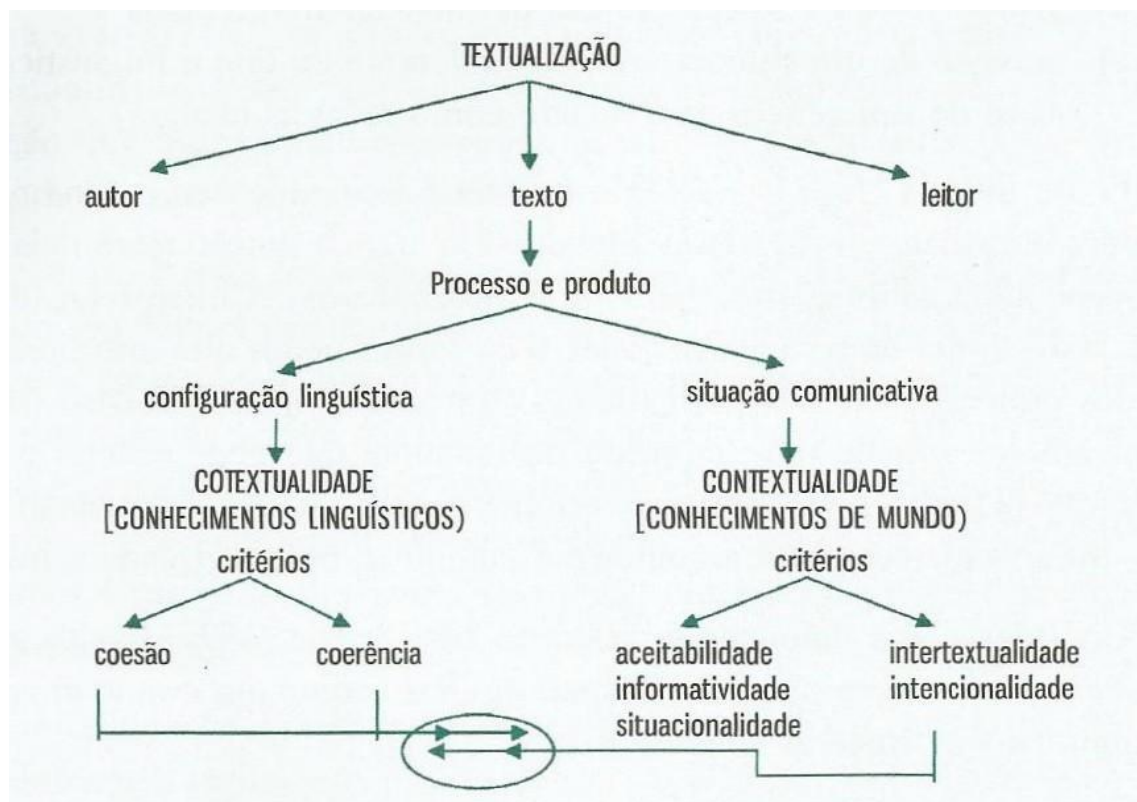 TEXTUALIZAÇÃO
autor
texto
leitor
Processo e produto
configuração linguística
situação comunicativa
COTEXTUALIDADE
[CONHECIMENTOS LINGUÍSTICOS)
critérios
CONTEXTUALIDADE
[CONHECIMENTOS DE MUNDO)
critérios
coesão
coerência
aceitabilidade
informatividade
situacionalidade
intertextualidade
intencionalidade